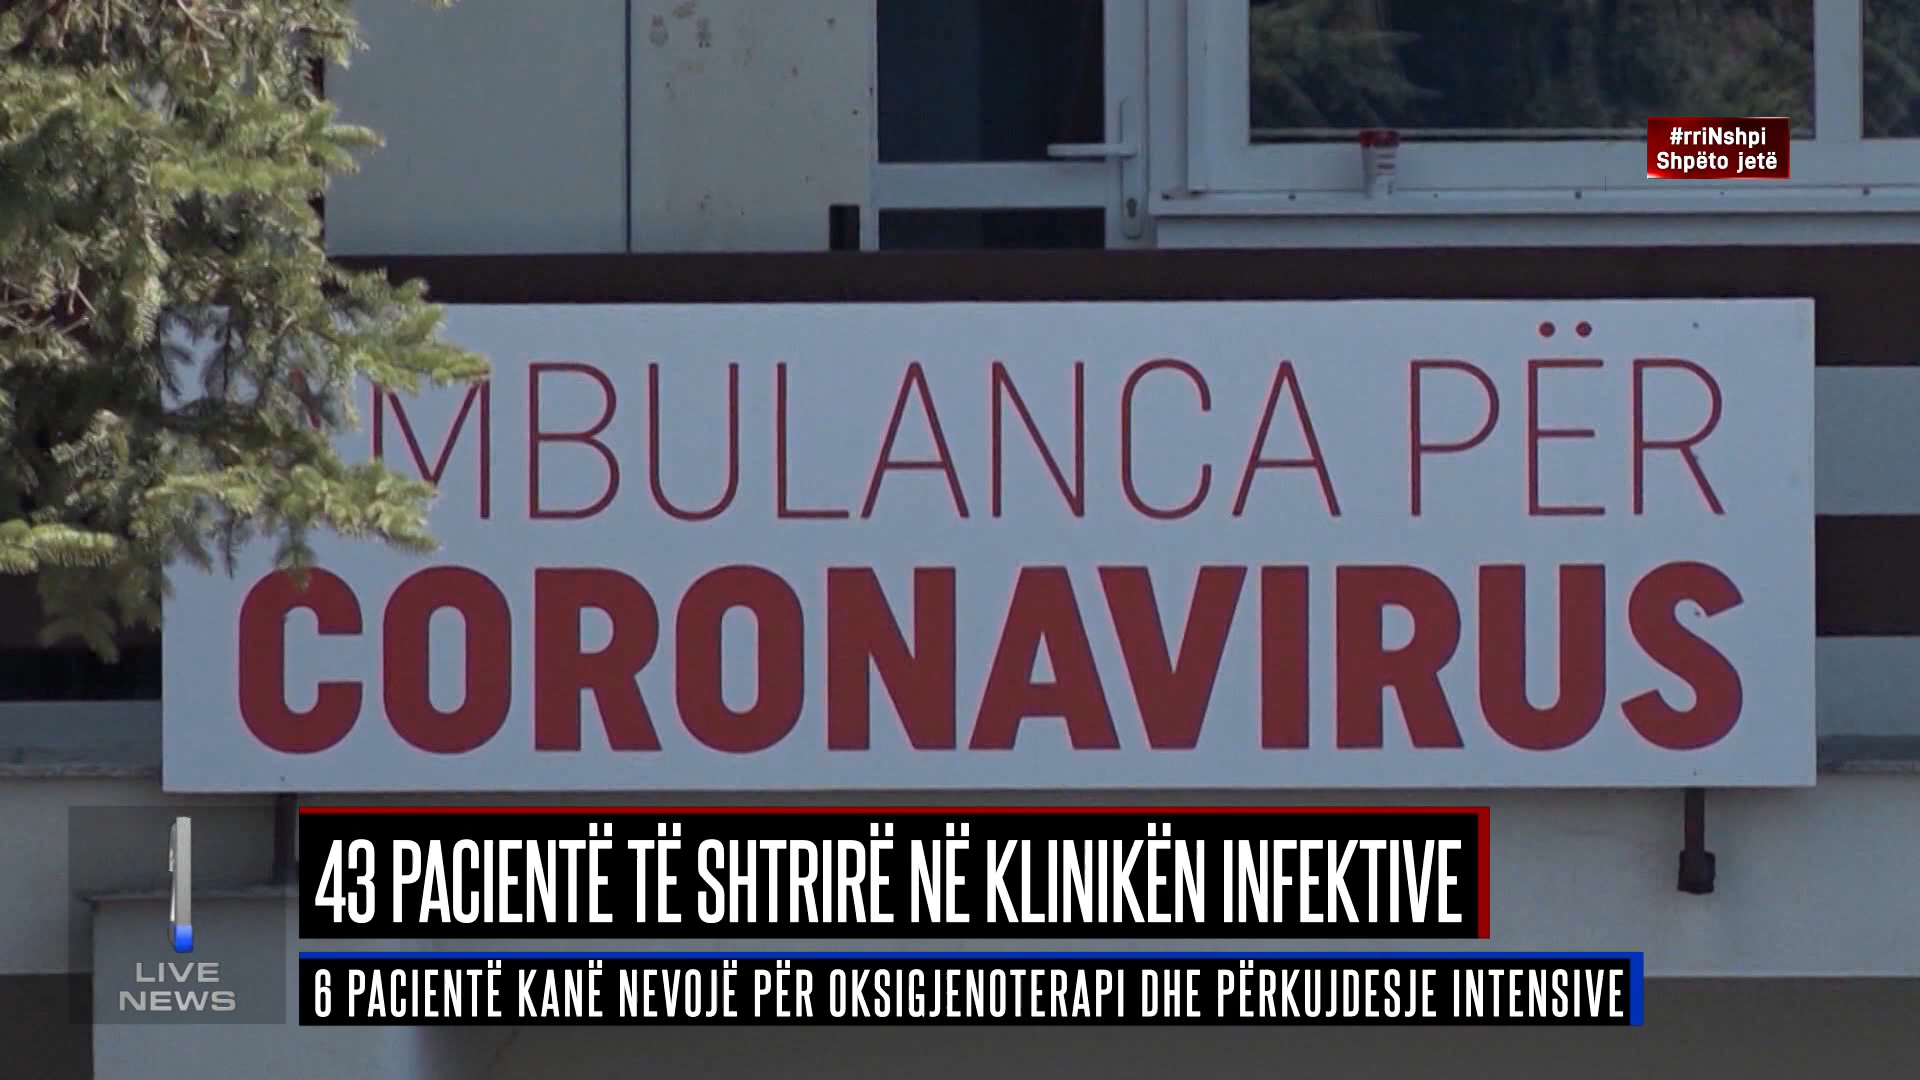 #rriNshpi
Shpëto jetë
MBULANCA PËR
CORONAVIRUS
43 PACIENTË TË SHTRIRË NË KLINIKËN INFEKTIVE
6 PACIENTË KANË NEVOJË PËR OKSIGJENOTERAPI DHE PËRKUJDESJE INTENSIVE
LIVE
NEWS